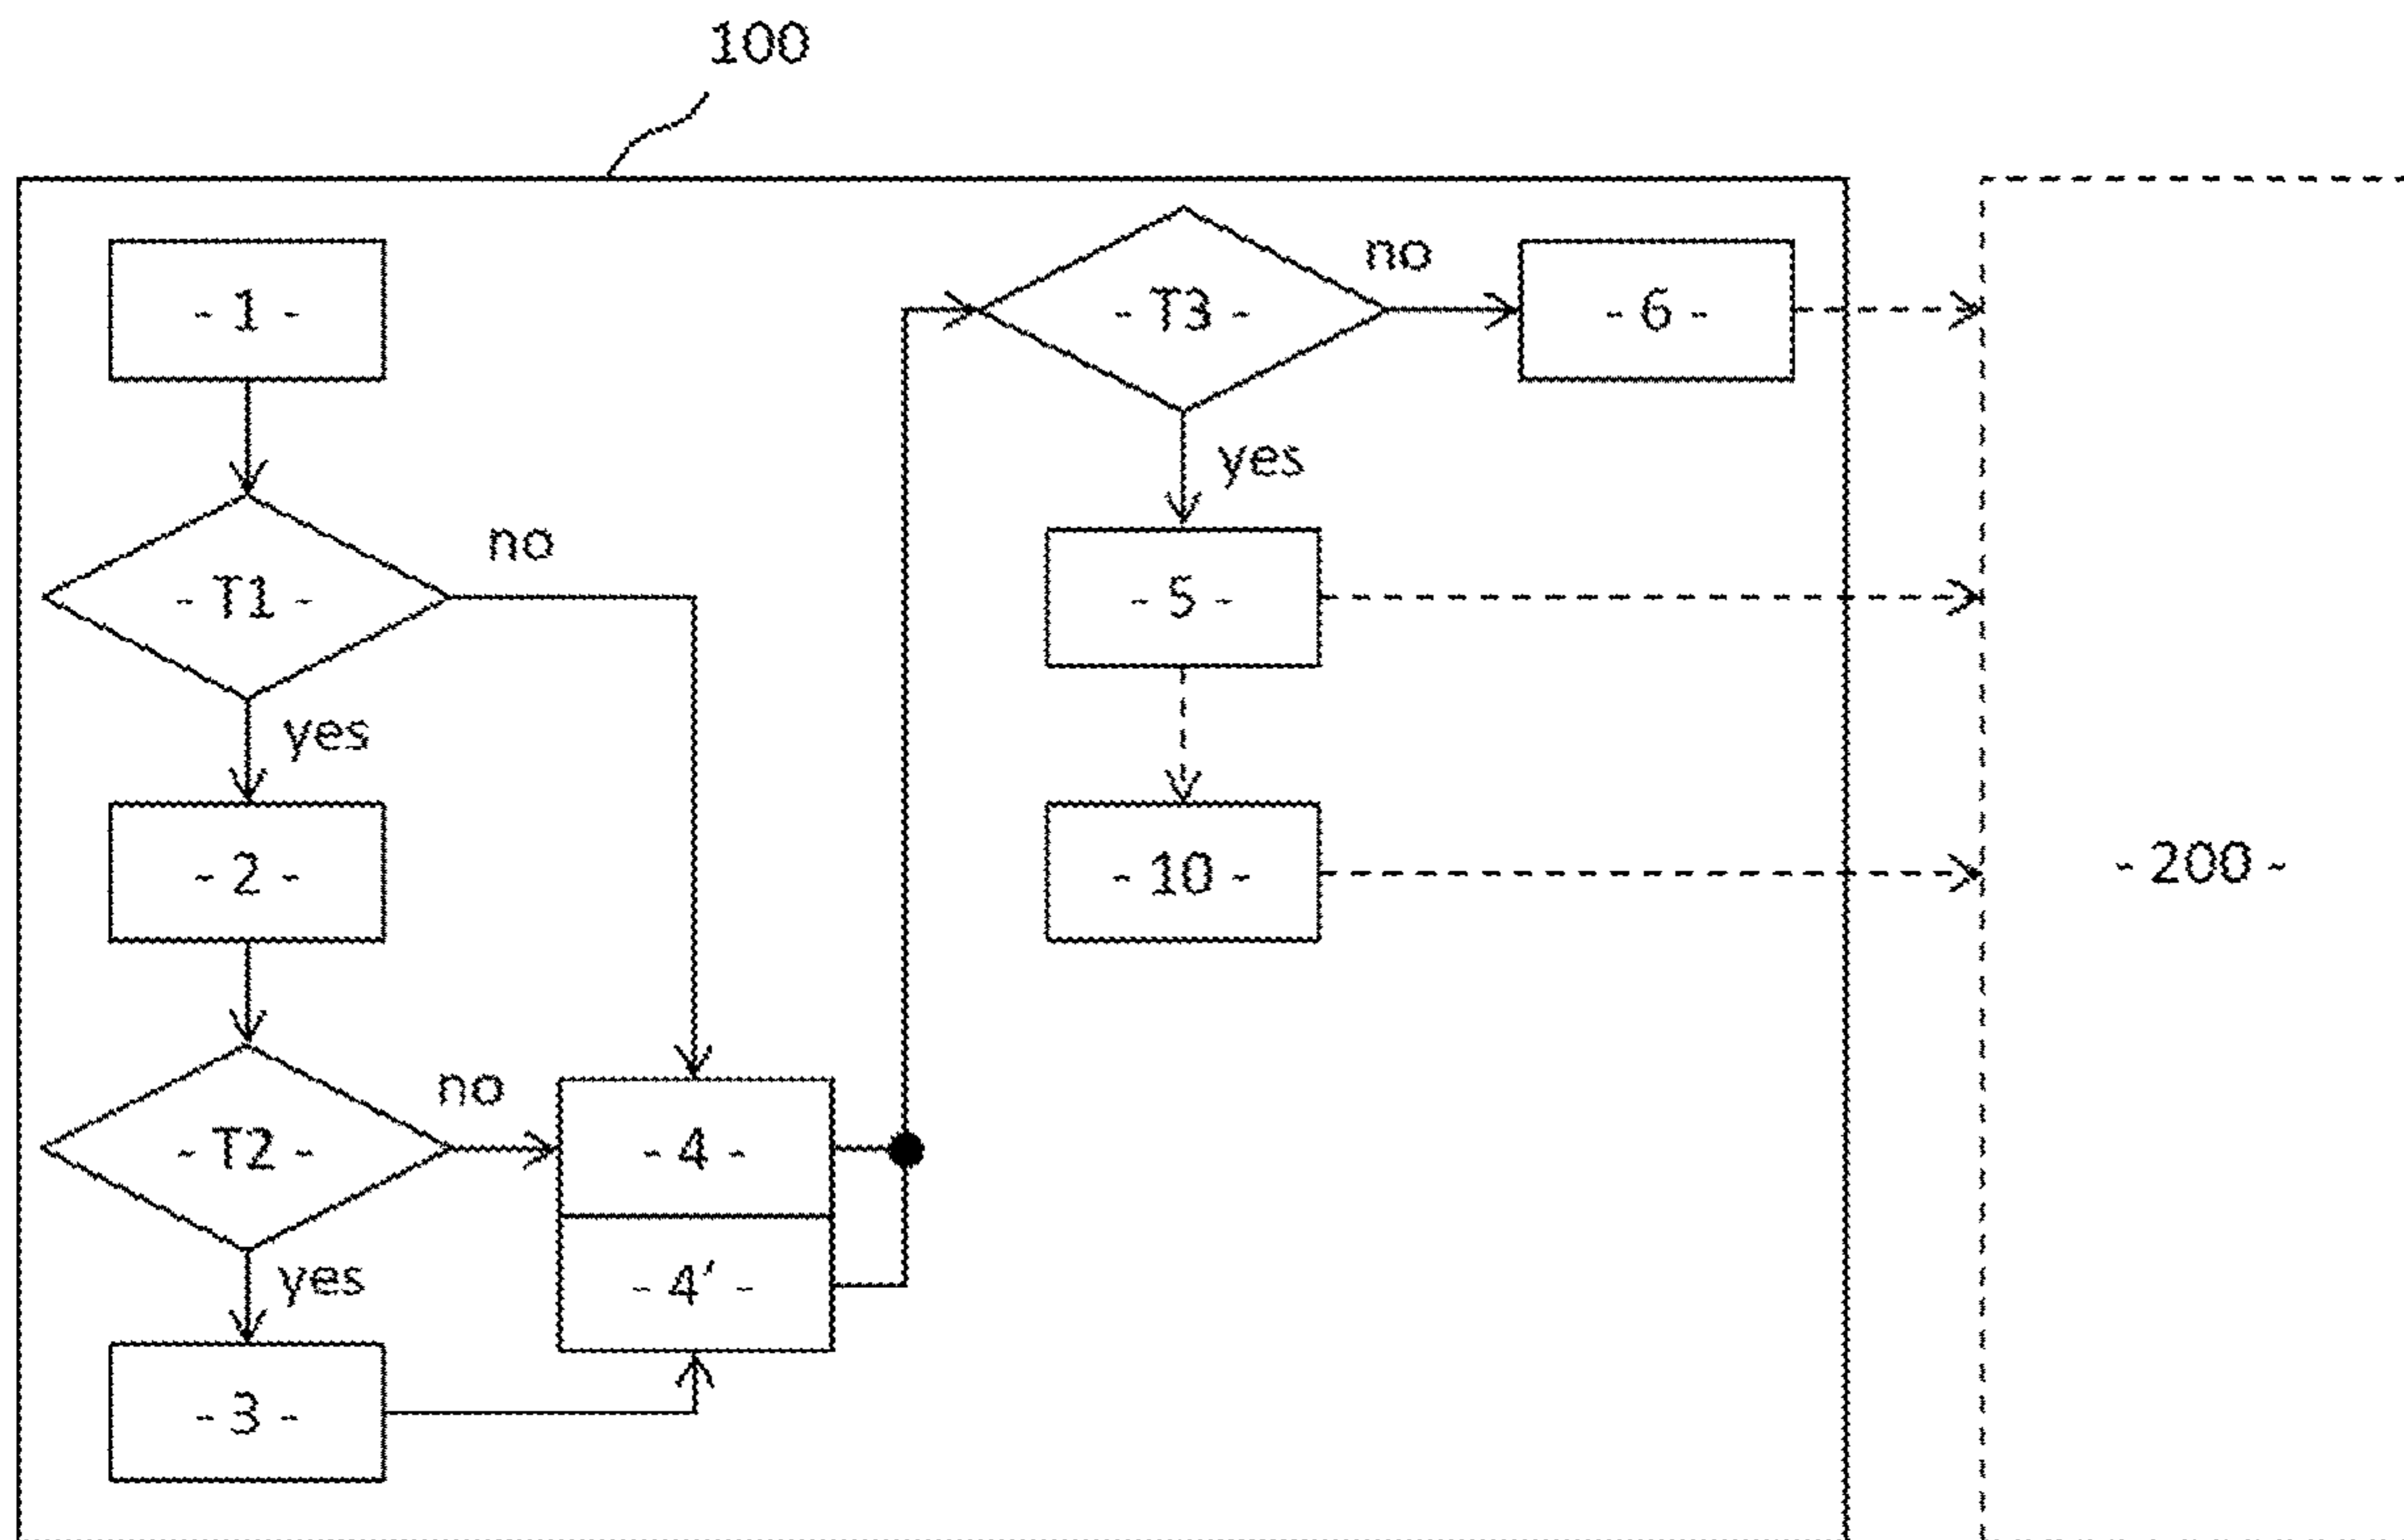 100
- 1 -
- T1 -
no
yes
- 2 -
- T2 -
no
yes
- 3 -
- 4 -
- 4′ -
- T3 -
no
yes
- 6 -
- 5 -
- 10 -
- 200 -